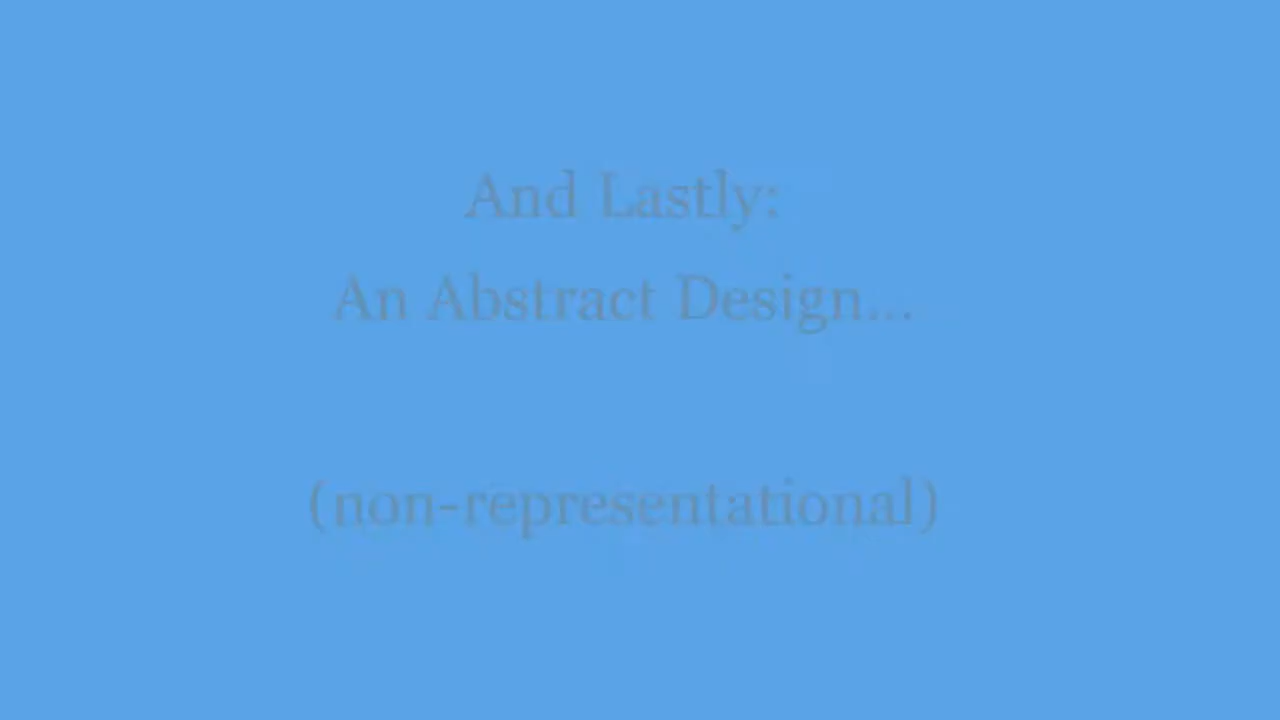 And Lastly:
An Abstract Design...
(non-representational)